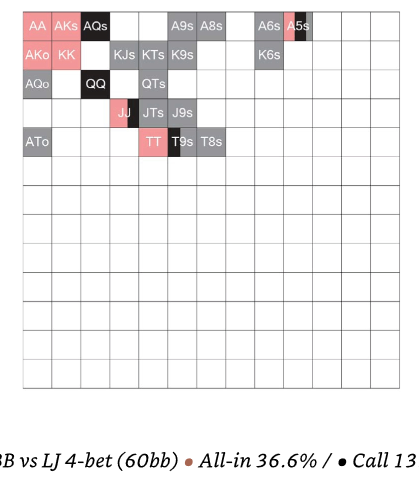 AA AKs AQs A9s A8s A6s A5s
AKo KK KJs KTs K9s K6s
AQo QQ QTs
JJ JTs J9s
ATo TT T9s T8s
vs LJ 4-bet (60bb) • All-in 36.6% / • Call 13